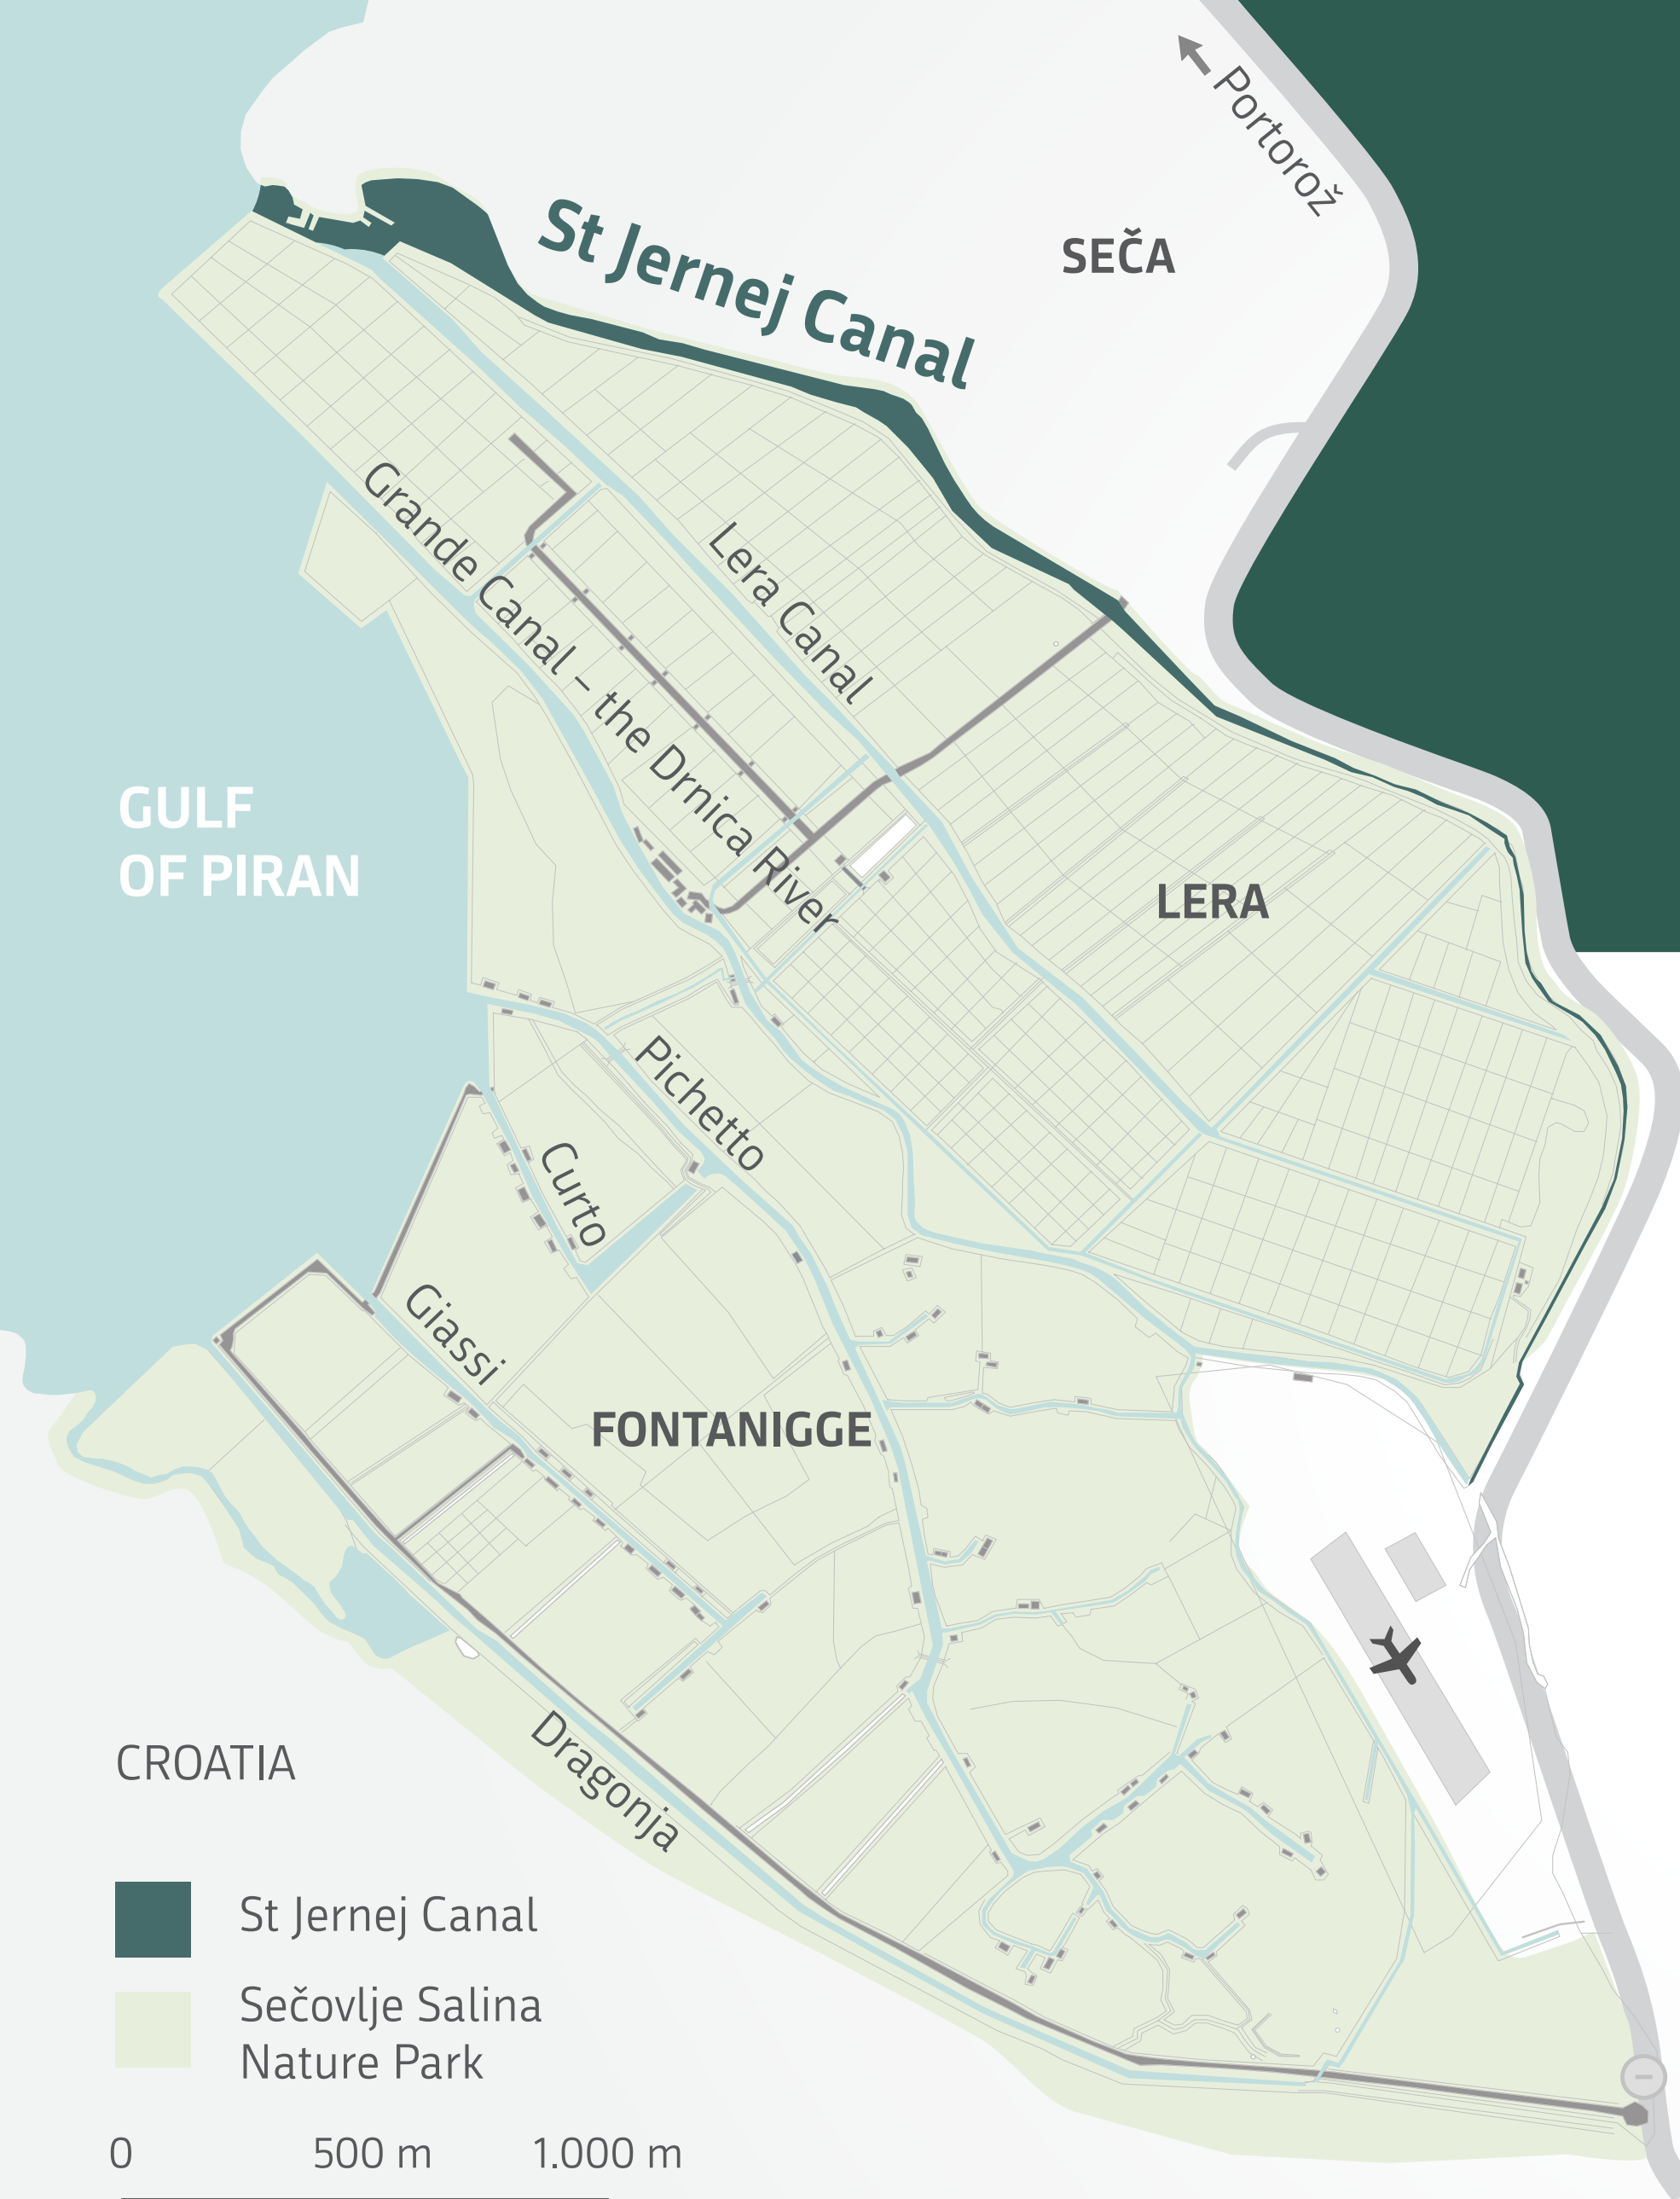 Portorož
St Jernej Canal
SEČA
Grande Canal – the Drnica River
Lera Canal
GULF
OF PIRAN
LERA
Pichetto
Curto
Giassi
FONTANIGGE
Dragonja
CROATIA
St Jernej Canal
Sečovlje Salina
Nature Park
0 500 m 1.000 m